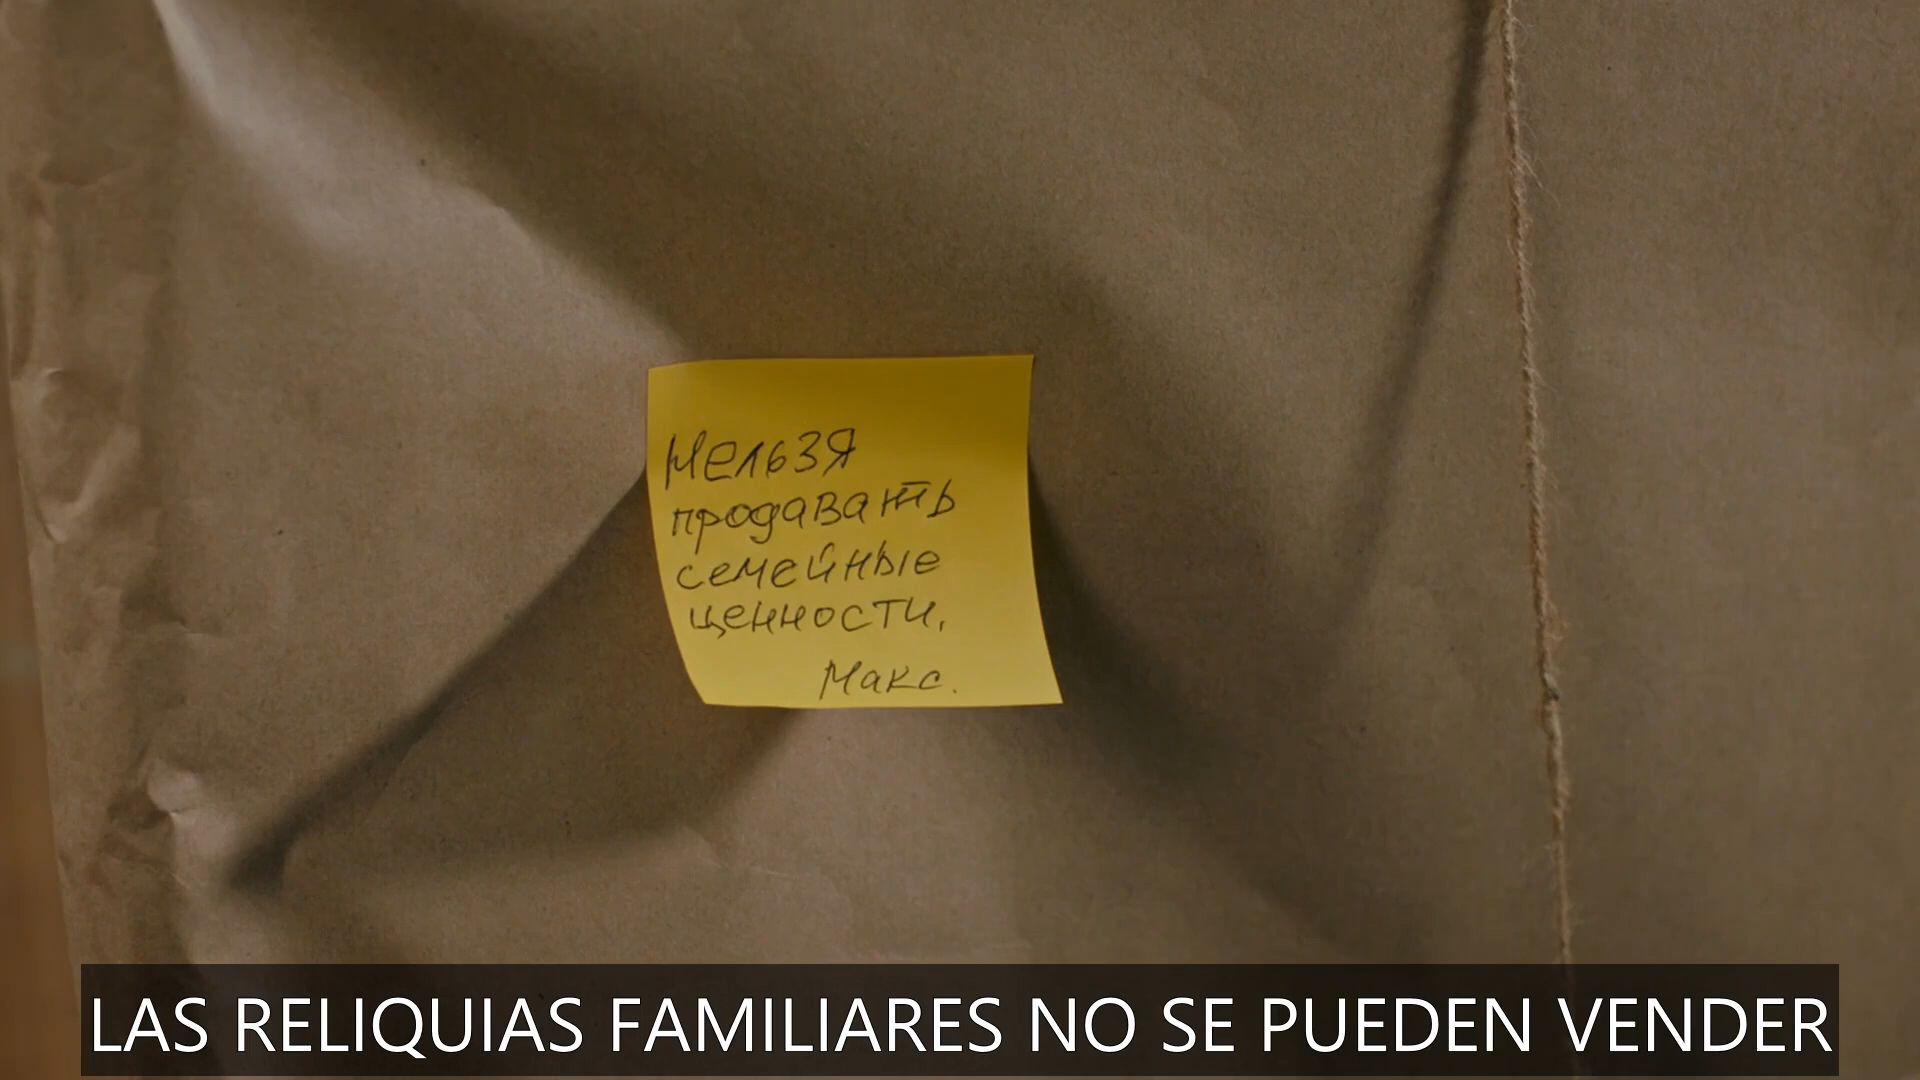 Нельзя
продавать
семейные
ценности.
Макс.
LAS RELIQUIAS FAMILIARES NO SE PUEDEN VENDER